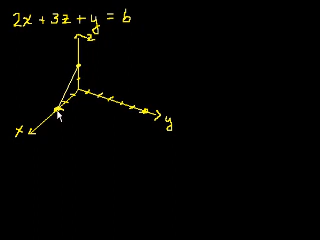 2x + 3z + y = 6
z
x
y